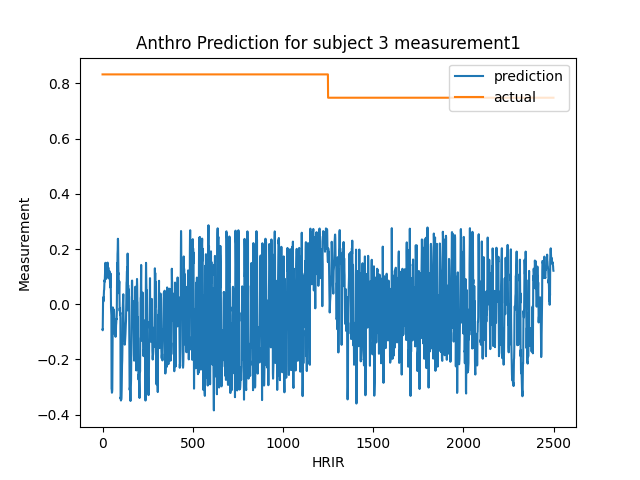 Anthro Prediction for subject 3 measurement1
prediction
actual
0.8
0.6
0.4
0.2
0.0
−0.2
−0.4
Measurement
0
500
1000
1500
2000
2500
HRIR